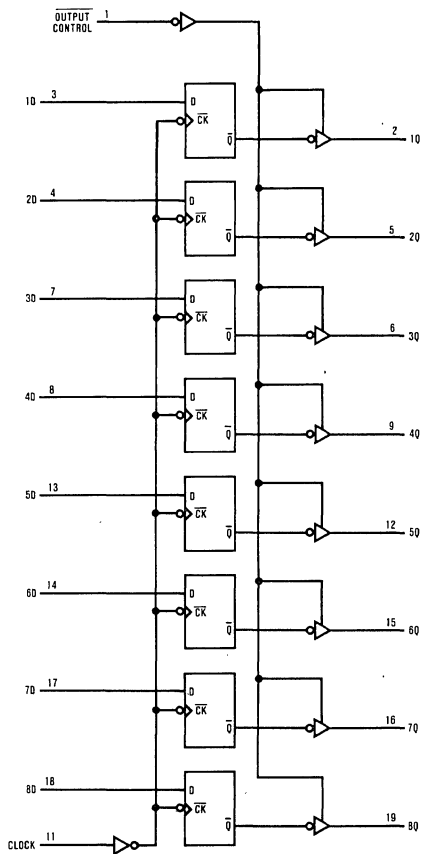 OUTPUT CONTROL 1
1D 3 D CK Q 2 1Q
2D 4 D CK Q 5 2Q
3D 7 D CK Q 6 3Q
4D 8 D CK Q 9 4Q
5D 13 D CK Q 12 5Q
6D 14 D CK Q 15 6Q
7D 17 D CK Q 16 7Q
8D 18 D CK Q 19 8Q
CLOCK 11